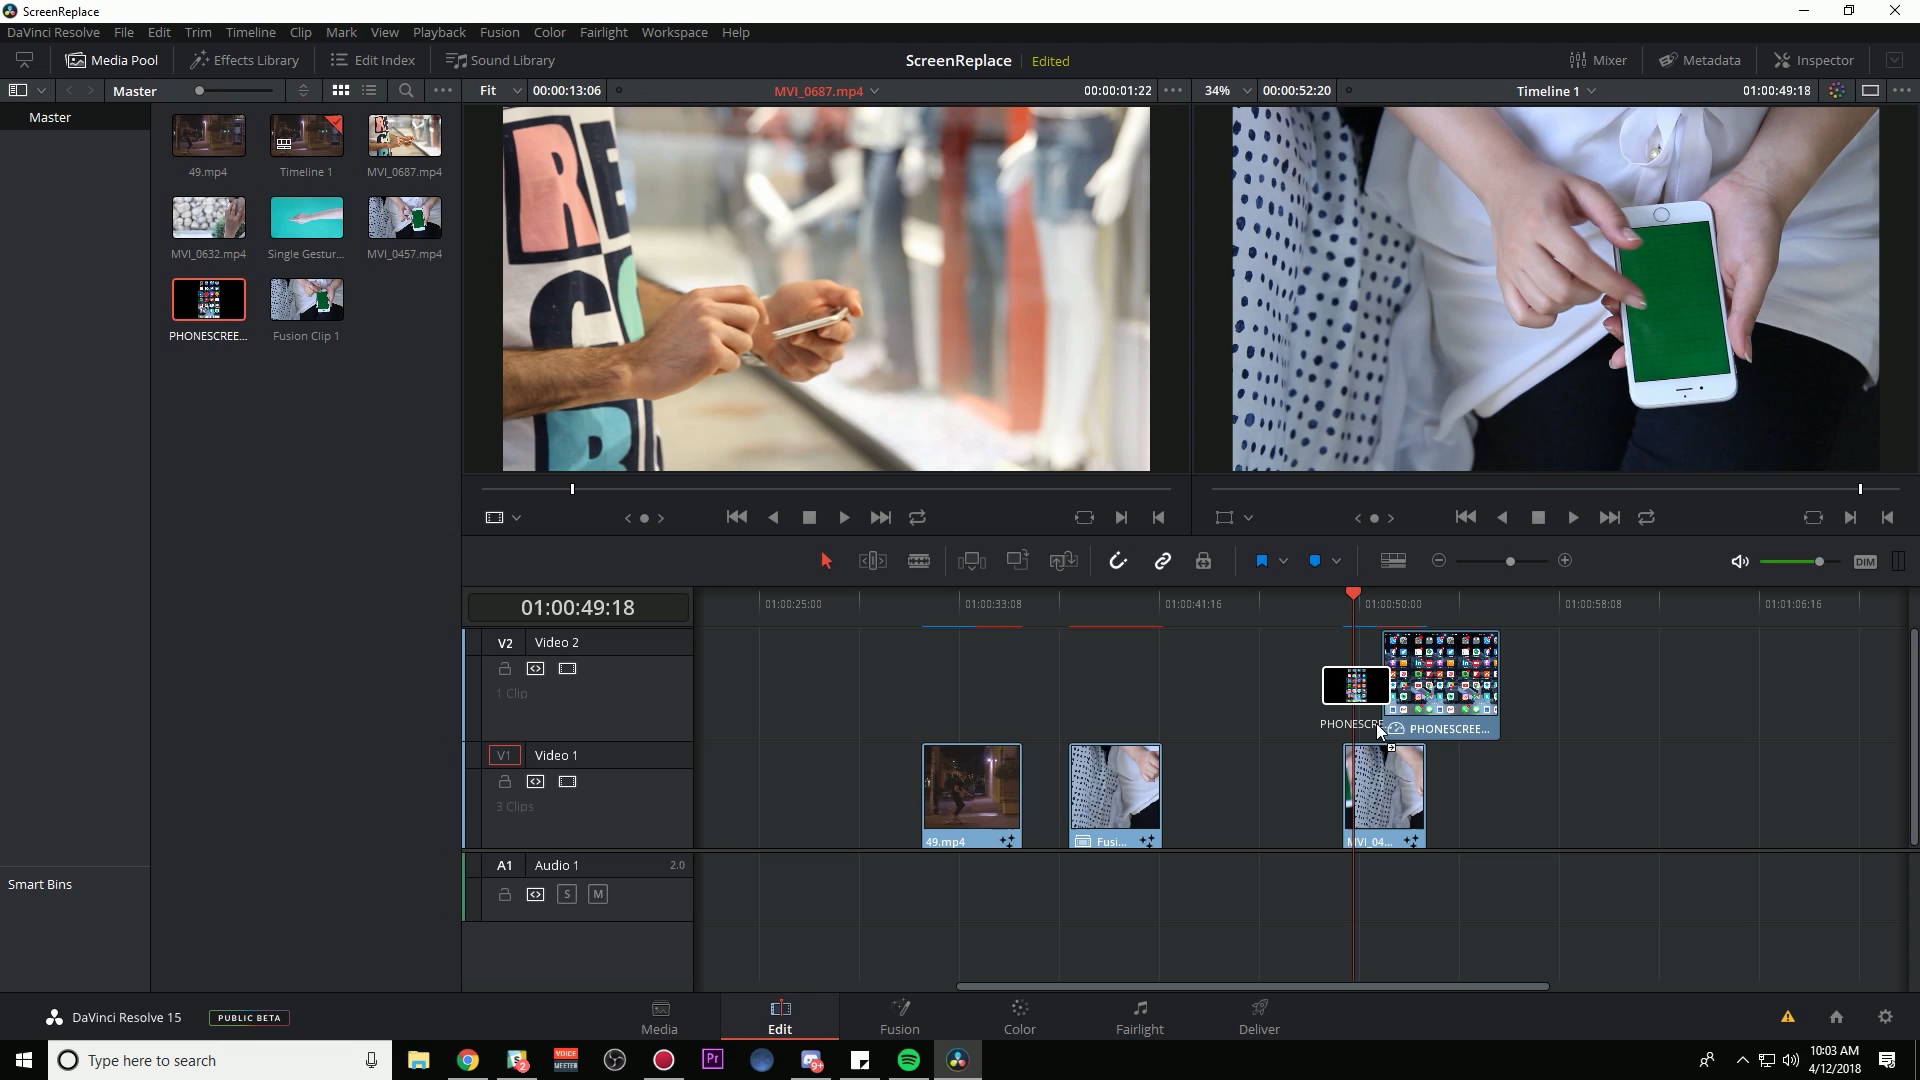 ScreenReplace
DaVinci Resolve File Edit Trim Timeline Clip Mark View Playback Fusion Color Fairlight Workspace Help
Media Pool Effects Library Edit Index Sound Library ScreenReplace Edited Mixer Metadata Inspector
Master Fit 00:00:13:06 MVI_0687.mp4 00:00:01:22 34% 00:00:52:20 Timeline 1 01:00:49:18
Master
49.mp4 Timeline 1 MVI_0687.mp4
MVI_0632.mp4 Single Gestur... MVI_0457.mp4
PHONESCREE... Fusion Clip 1
01:00:49:18 01:00:25:00 01:00:33:08 01:00:41:16 01:00:50:00 01:00:58:08 01:01:06:16
V2 Video 2
1 Clip
PHONESCRE PHONESCREE...
V1 Video 1
3 Clips
49.mp4 Fusi... MVI_04...
A1 Audio 1 2.0
S M
DIM
Smart Bins
DaVinci Resolve 15 PUBLIC BETA Media Edit Fusion Color Fairlight Deliver
Type here to search
VOICE MEETER
2
Pr
9+
10:03 AM
4/12/2018